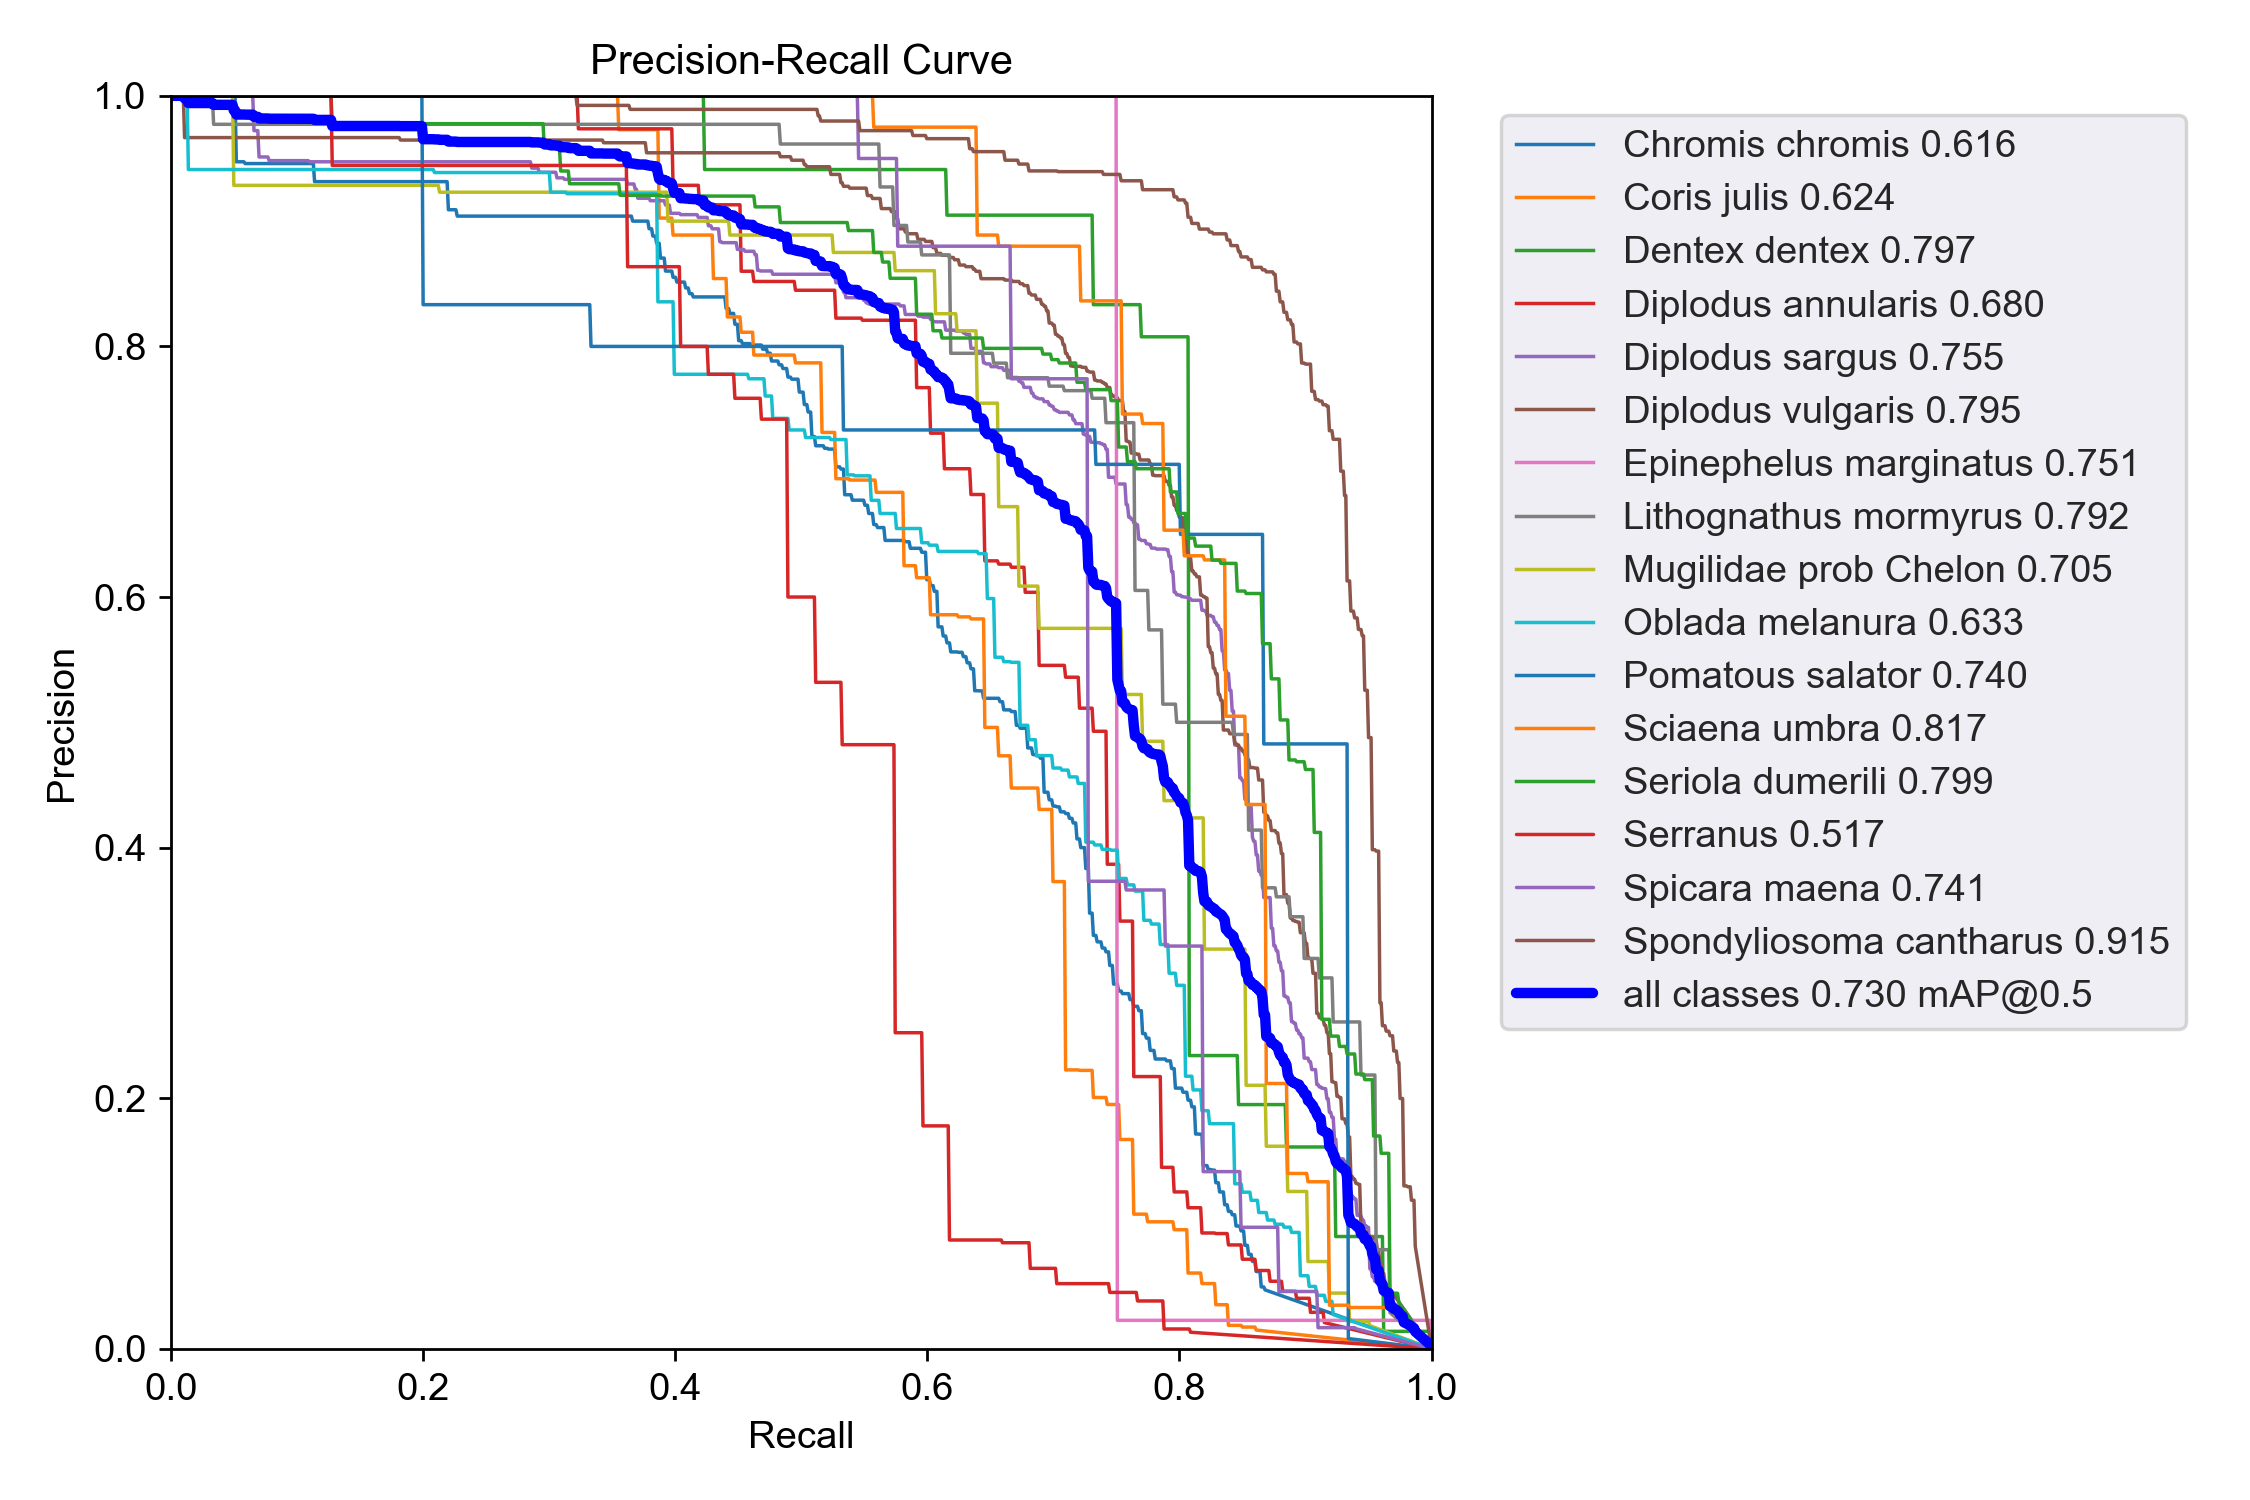 Precision-Recall Curve
1.0
0.8
0.6
0.4
0.2
0.0
Precision
0.0 0.2 0.4 0.6 0.8 1.0
Recall
Chromis chromis 0.616
Coris julis 0.624
Dentex dentex 0.797
Diplodus annularis 0.680
Diplodus sargus 0.755
Diplodus vulgaris 0.795
Epinephelus marginatus 0.751
Lithognathus mormyrus 0.792
Mugilidae prob Chelon 0.705
Oblada melanura 0.633
Pomatous salator 0.740
Sciaena umbra 0.817
Seriola dumerili 0.799
Serranus 0.517
Spicara maena 0.741
Spondyliosoma cantharus 0.915
all classes 0.730 mAP@0.5